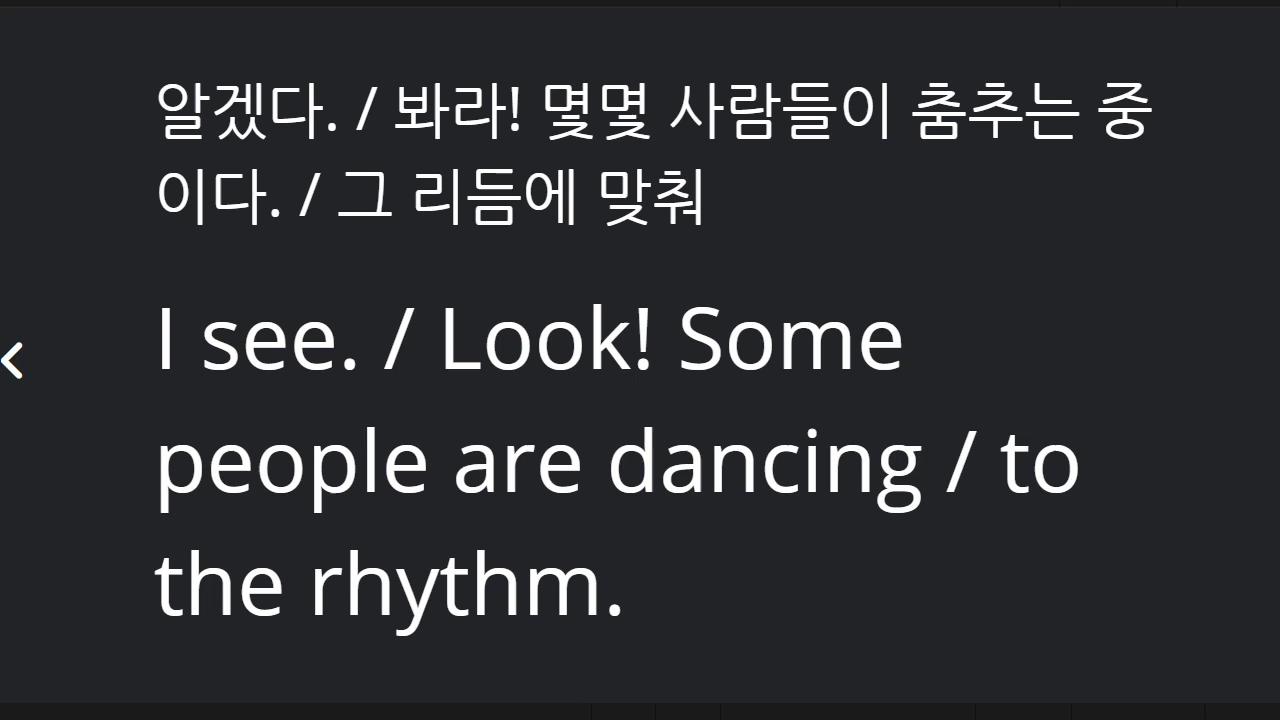 알겠다. / 봐라! 몇몇 사람들이 춤추는 중
이다. / 그 리듬에 맞춰
I see. / Look! Some
people are dancing / to
the rhythm.